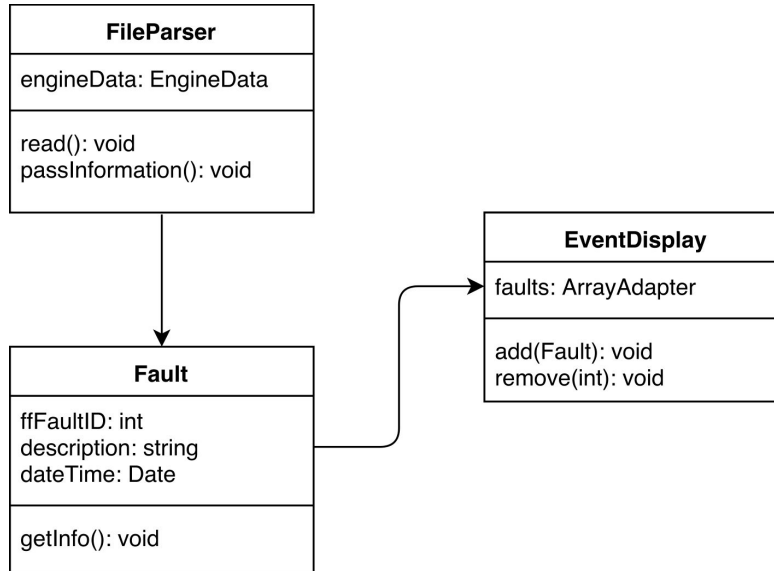 FileParser
engineData: EngineData
read(): void
passInformation(): void
EventDisplay
faults: ArrayAdapter
add(Fault): void
remove(int): void
Fault
ffFaultID: int
description: string
dateTime: Date
getInfo(): void